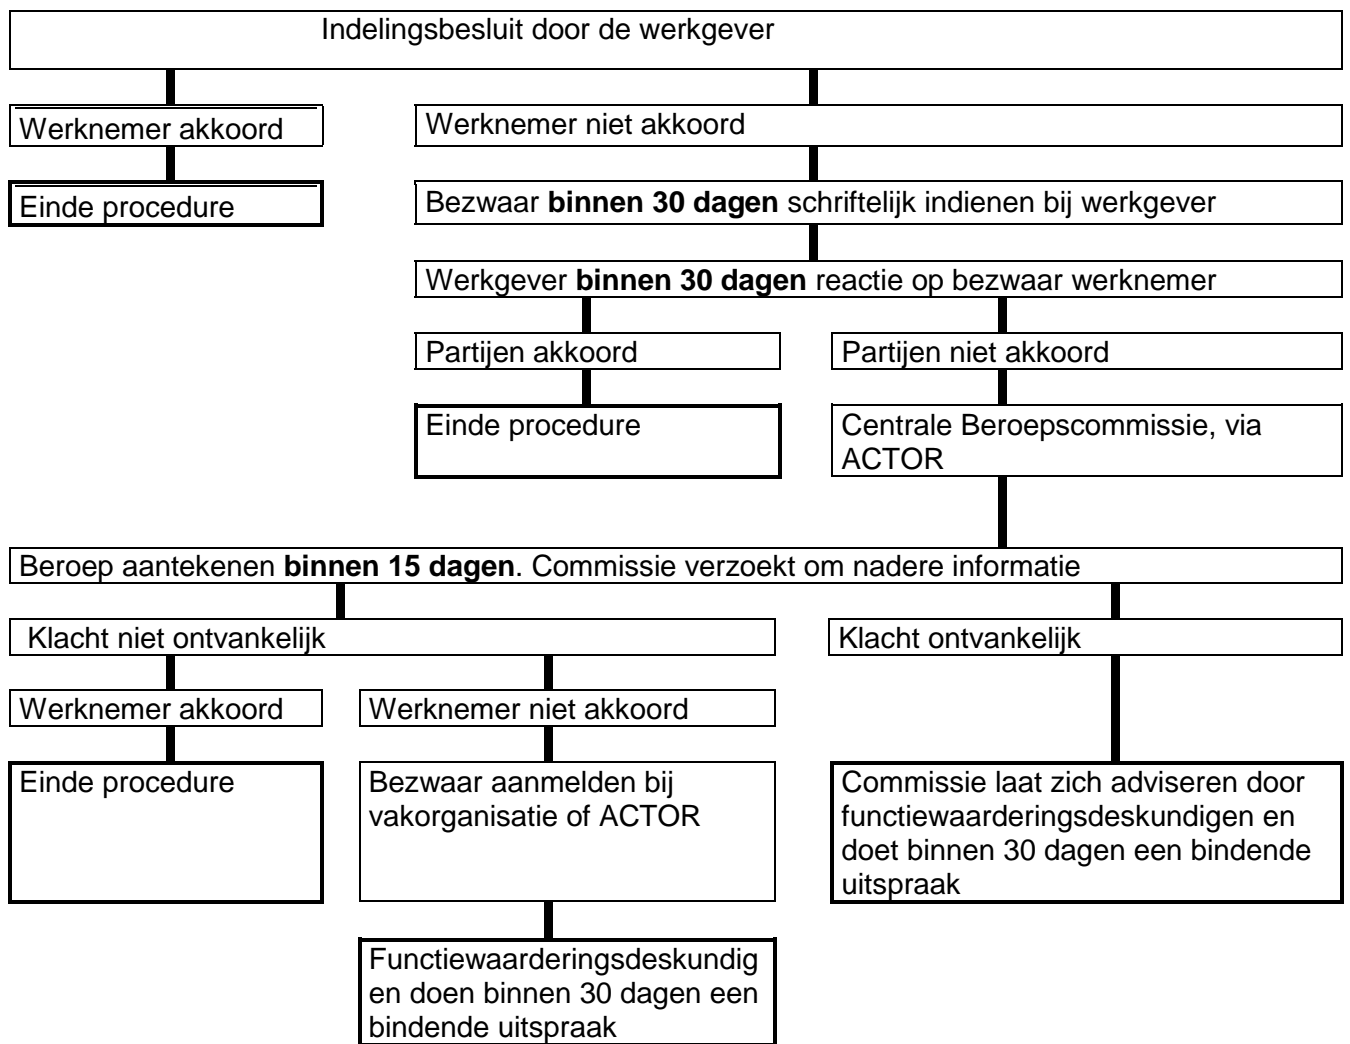 Indelingsbesluit door de werkgever
Werknemer akkoord
Werknemer niet akkoord
Einde procedure
Bezwaar binnen 30 dagen schriftelijk indienen bij werkgever
Werkgever binnen 30 dagen reactie op bezwaar werknemer
Partijen akkoord
Partijen niet akkoord
Einde procedure
Centrale Beroepscommissie, via
ACTOR
Beroep aantekenen binnen 15 dagen. Commissie verzoekt om nadere informatie
Klacht niet ontvankelijk
Klacht ontvankelijk
Werknemer akkoord
Werknemer niet akkoord
Einde procedure
Bezwaar aanmelden bij
vakorganisatie of ACTOR
Commissie laat zich adviseren door
functiewaarderingsdeskundigen en
doet binnen 30 dagen een bindende
uitspraak
Functiewaarderingsdeskundig
en doen binnen 30 dagen een
bindende uitspraak